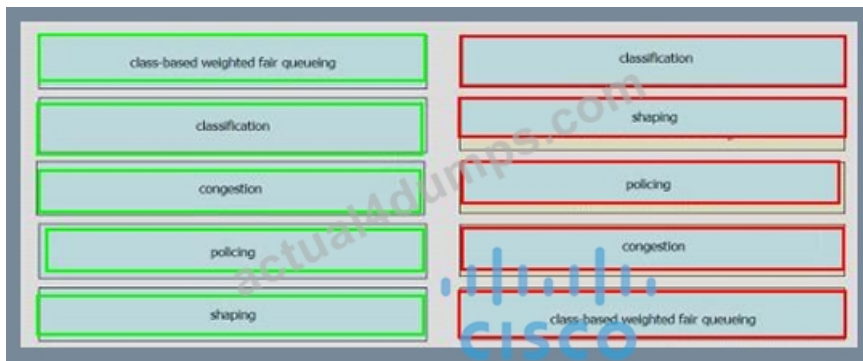 class-based weighted fair queueing
classification
congestion
policing
shaping
classification
shaping
policing
congestion
class-based weighted fair queueing
actual4dumps.com
CISCO